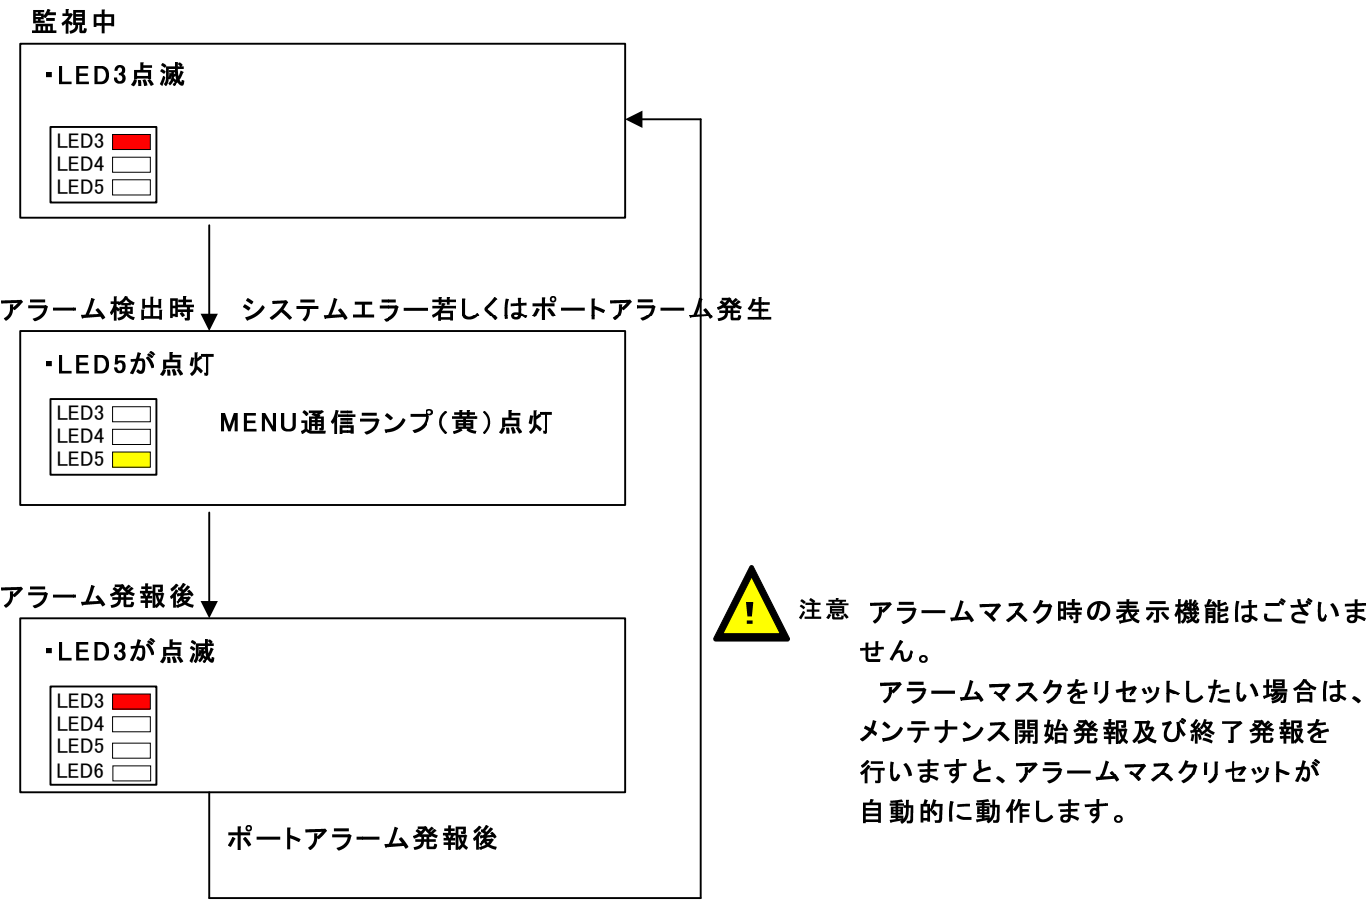 監視中
・LED3点滅
LED3
LED4
LED5
アラーム検出時
システムエラー若しくはポートアラーム発生
・LED5が点灯
LED3
LED4
LED5
MENU通信ランプ(黄)点灯
アラーム発報後
・LED3が点滅
LED3
LED4
LED5
LED6
ポートアラーム発報後
!
注意 アラームマスク時の表示機能はございま
せん。
アラームマスクをリセットしたい場合は、
メンテナンス開始発報及び終了発報を
行いますと、アラームマスクリセットが
自動的に動作します。